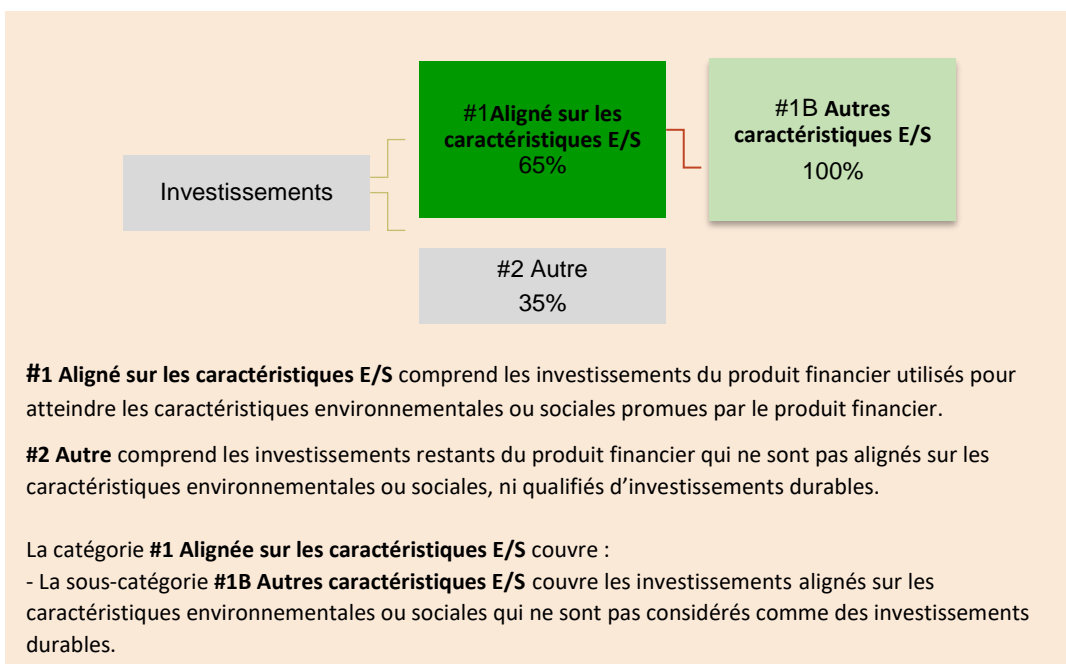 #1Aligné sur les
caractéristiques E/S
65%
#1B Autres
caractéristiques E/S
100%
Investissements
#2 Autre
35%
#1 Aligné sur les caractéristiques E/S comprend les investissements du produit financier utilisés pour
atteindre les caractéristiques environnementales ou sociales promues par le produit financier.
#2 Autre comprend les investissements restants du produit financier qui ne sont pas alignés sur les
caractéristiques environnementales ou sociales, ni qualifiés d’investissements durables.
La catégorie #1 Alignée sur les caractéristiques E/S couvre :
- La sous-catégorie #1B Autres caractéristiques E/S couvre les investissements alignés sur les
caractéristiques environnementales ou sociales qui ne sont pas considérés comme des investissements
durables.